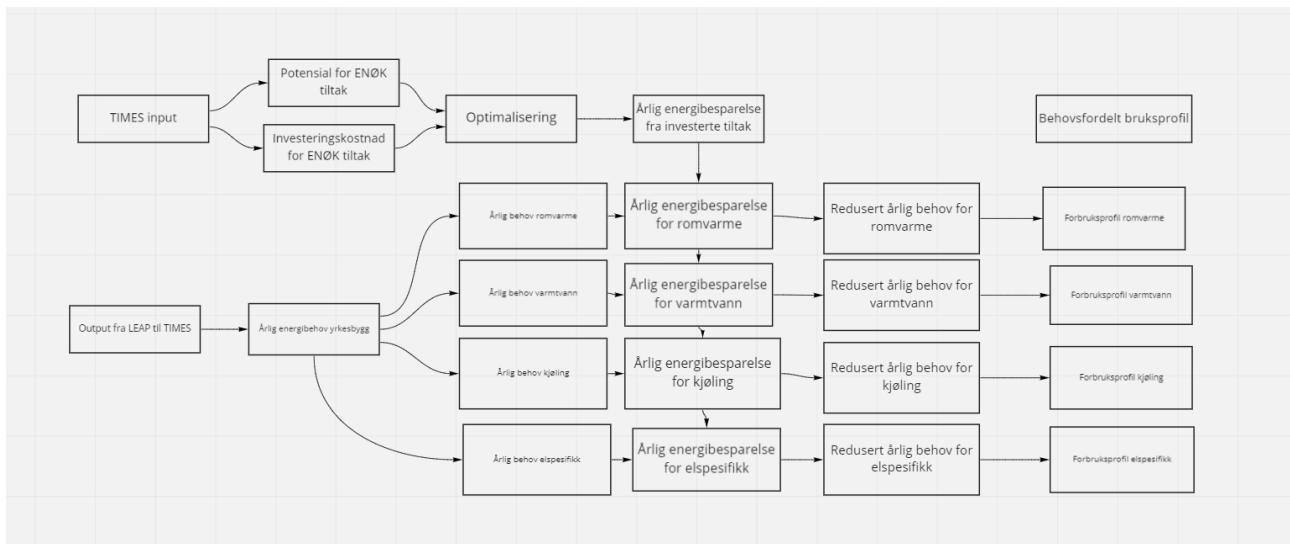 Potensial for ENØK
tiltak
TIMES input
Investeringskostnad
for ENØK tiltak
Optimalisering
Årlig energibesparelse
fra investerte tiltak
Behovsfordelt bruksprofil
Årlig behov romvarme
Årlig energibesparelse
for romvarme
Redusert årlig behov for
romvarme
Forbruksprofil romvarme
Årlig behov varmtvann
Årlig energibesparelse
for varmtvann
Redusert årlig behov for
varmtvann
Forbruksprofil varmtvann
Output fra LEAP til TIMES
Årlig energibehov yrkesbygg
Årlig behov kjøling
Årlig energibesparelse
for kjøling
Redusert årlig behov for
kjøling
Forbruksprofil kjøling
Årlig behov elspesifikk
Årlig energibesparelse
for elspesifikk
Redusert årlig behov for
elspesifikk
Forbruksprofil elspesifikk